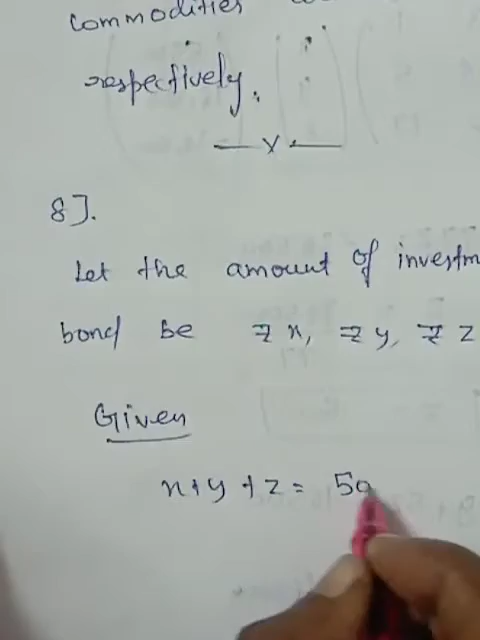 commodities
respectively.
x
8].
Let the amount of investm
bond be ₹ x, ₹ y, ₹ z
Given
x+y+z= 50